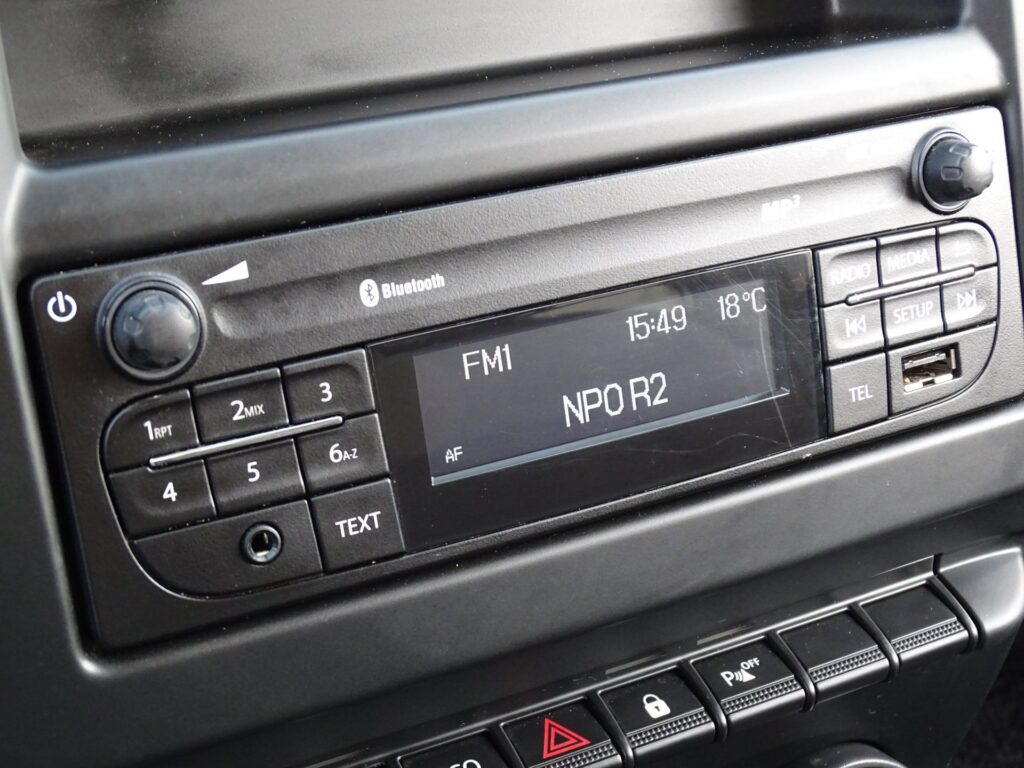 Bluetooth
MP3
15:49 18°C
FM1
NPO R2
AF
1RPT 2MIX 3
4 5 6A-Z
TEXT
RADIO MEDIA
SETUP
TEL
P OFF